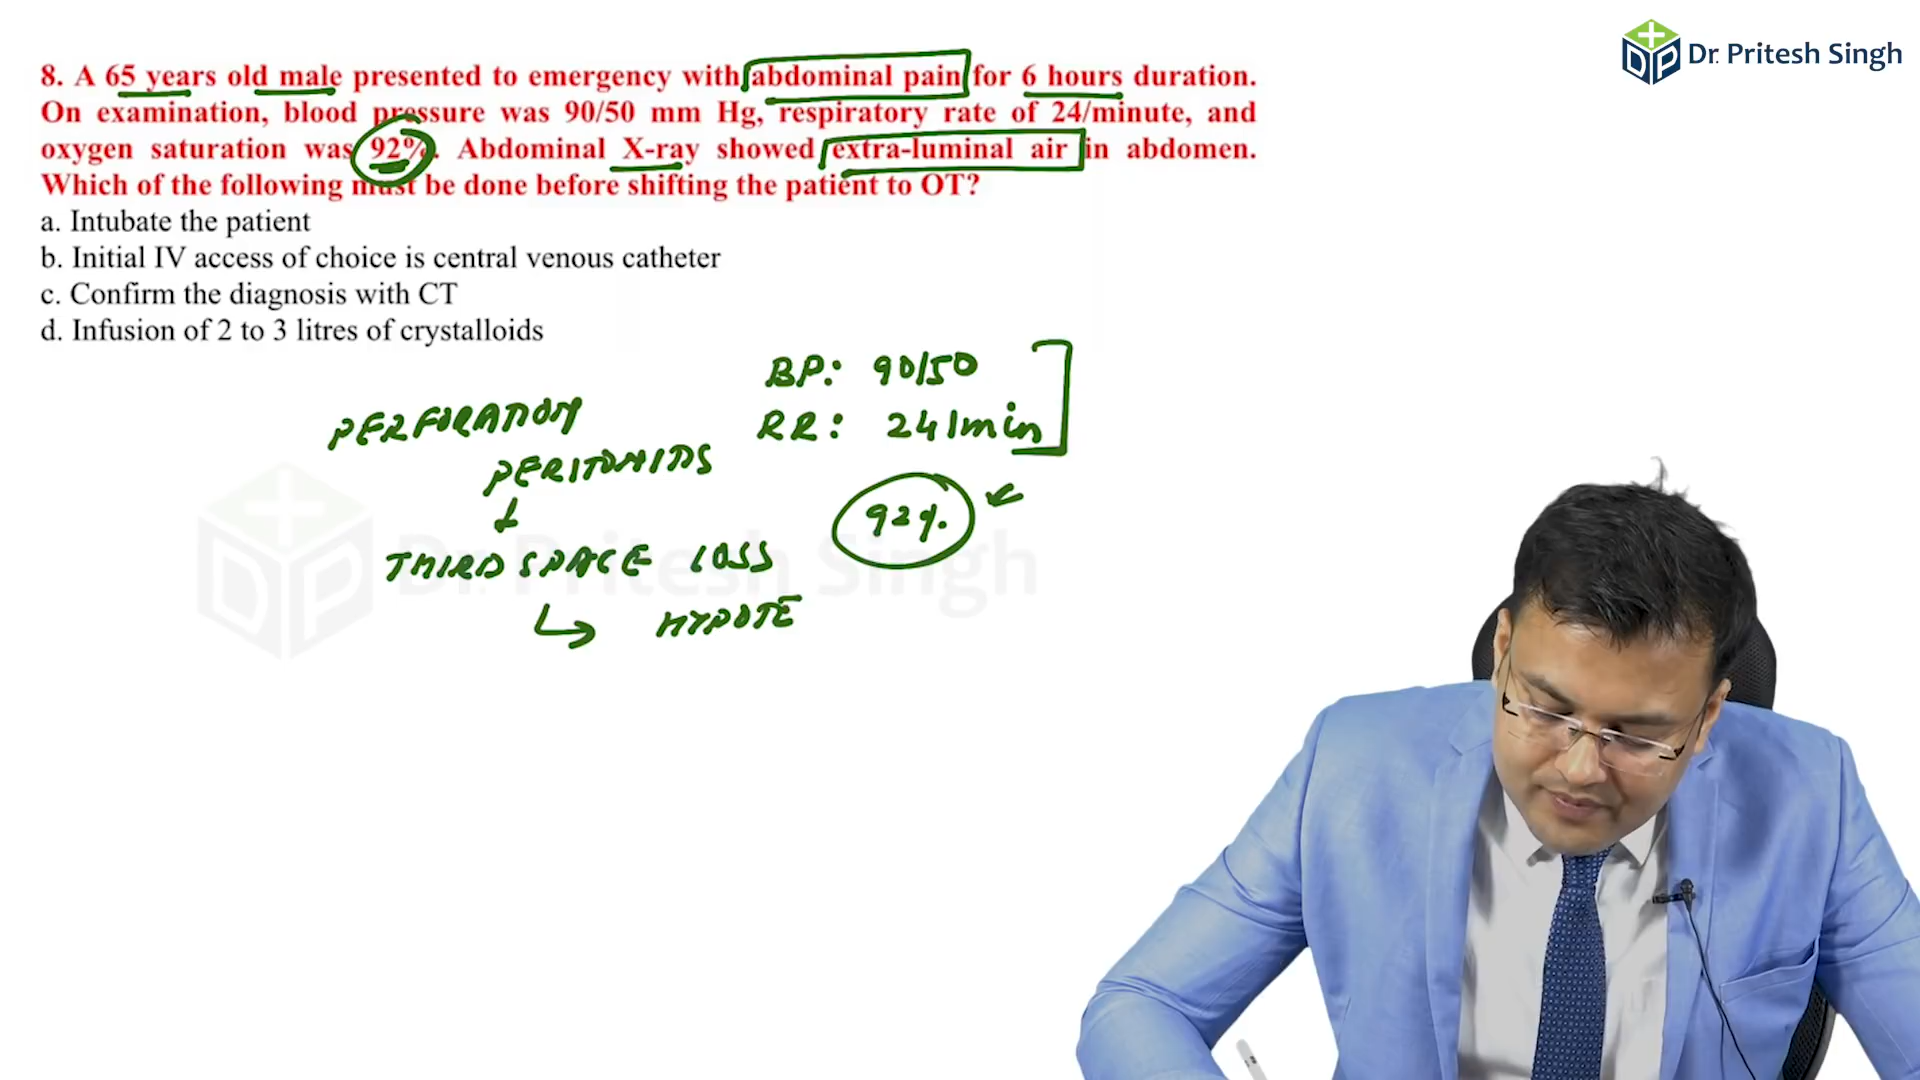 Dr. Pritesh Singh
8. A 65 years old male presented to emergency with abdominal pain for 6 hours duration.
On examination, blood pressure was 90/50 mm Hg, respiratory rate of 24/minute, and
oxygen saturation was 92%. Abdominal X-ray showed extra-luminal air in abdomen.
Which of the following must be done before shifting the patient to OT?
a. Intubate the patient
b. Initial IV access of choice is central venous catheter
c. Confirm the diagnosis with CT
d. Infusion of 2 to 3 litres of crystalloids
BP: 90/50
PERFORATION
RR: 24/min
PERITONITIS
92%.
THIRD SPACE LOSS
HYPOTE
DP Dr. Pritesh Singh